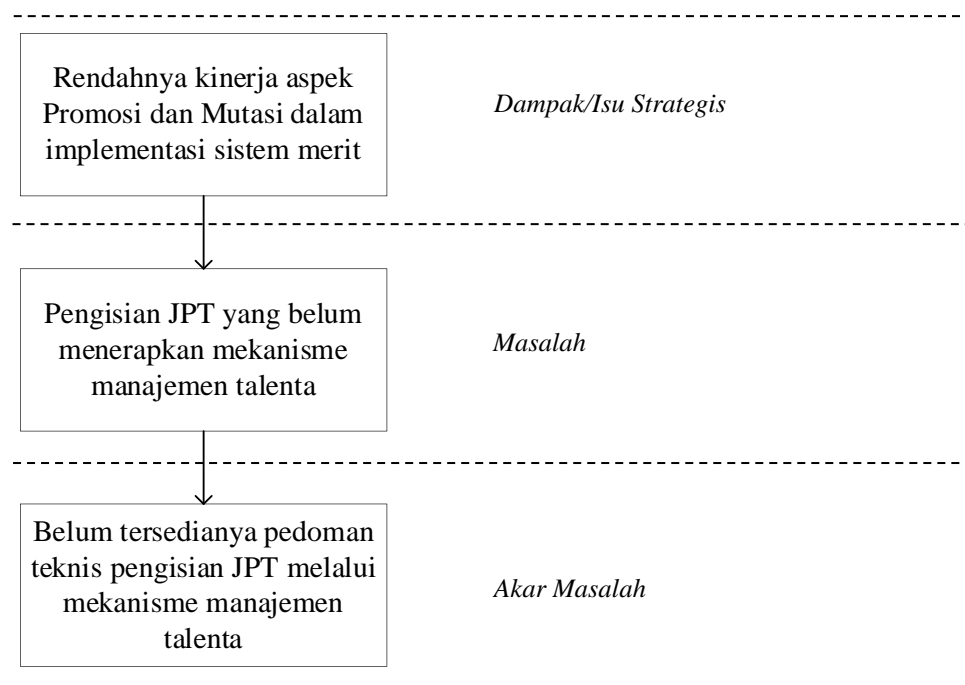 Rendahnya kinerja aspek
Promosi dan Mutasi dalam
implementasi sistem merit
Dampak/Isu Strategis
Pengisian JPT yang belum
menerapkan mekanisme
manajemen talenta
Masalah
Belum tersedianya pedoman
teknis pengisian JPT melalui
mekanisme manajemen
talenta
Akar Masalah